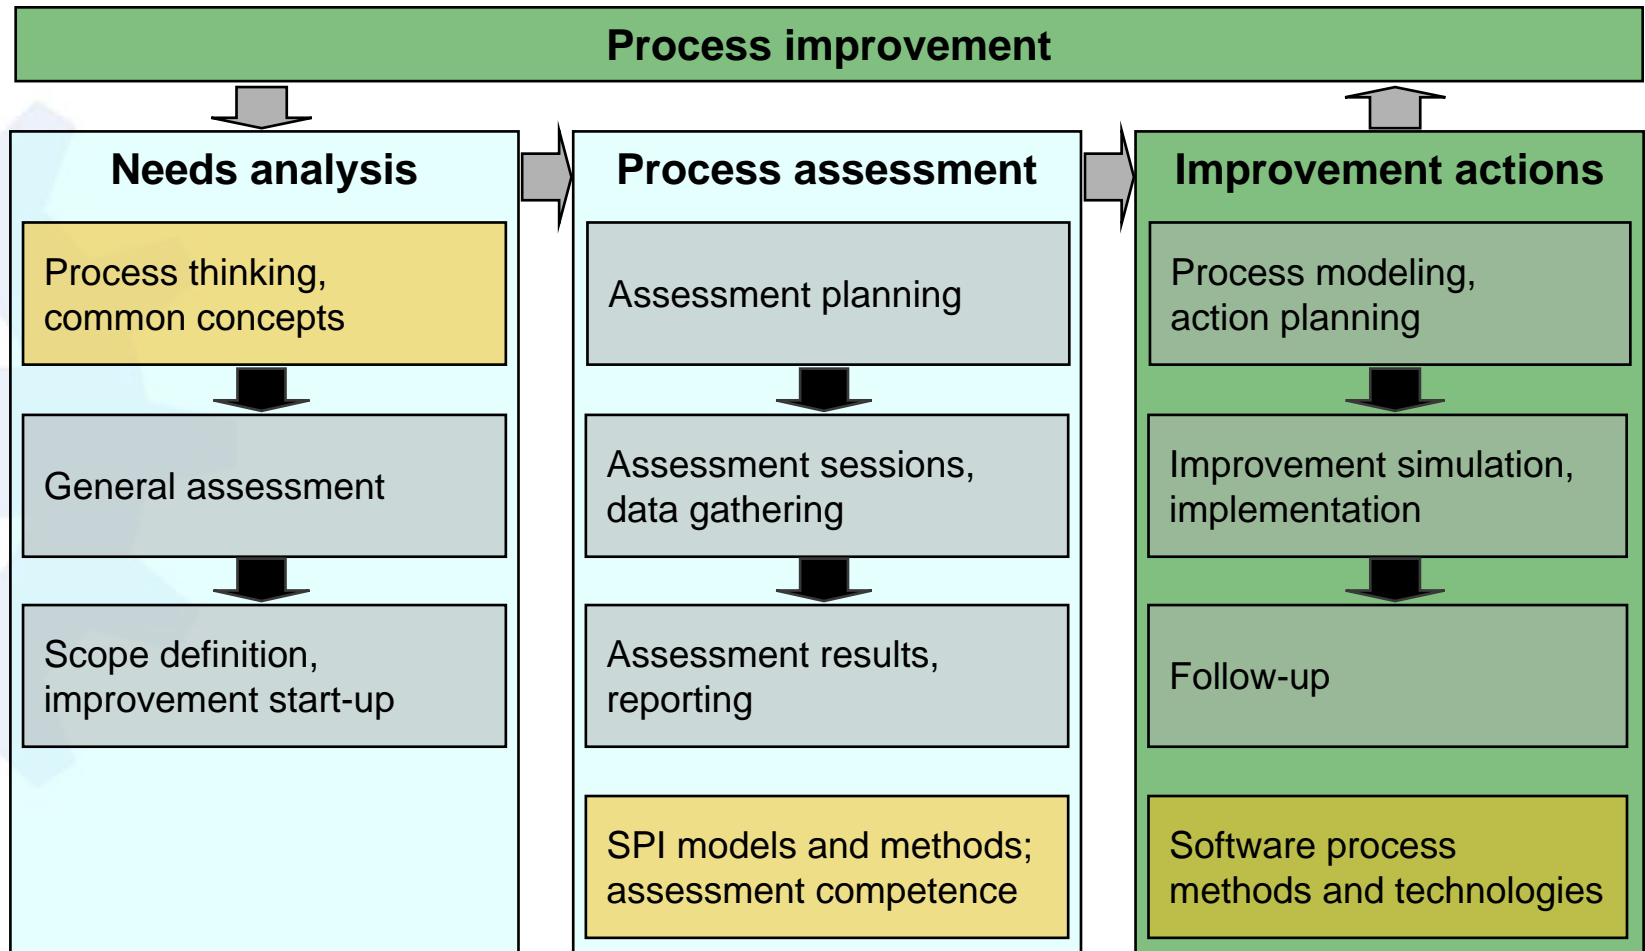 Process improvement
Needs analysis
Process thinking,
common concepts
General assessment
Scope definition,
improvement start-up
Process assessment
Assessment planning
Assessment sessions,
data gathering
Assessment results,
reporting
SPI models and methods;
assessment competence
Improvement actions
Process modeling,
action planning
Improvement simulation,
implementation
Follow-up
Software process
methods and technologies